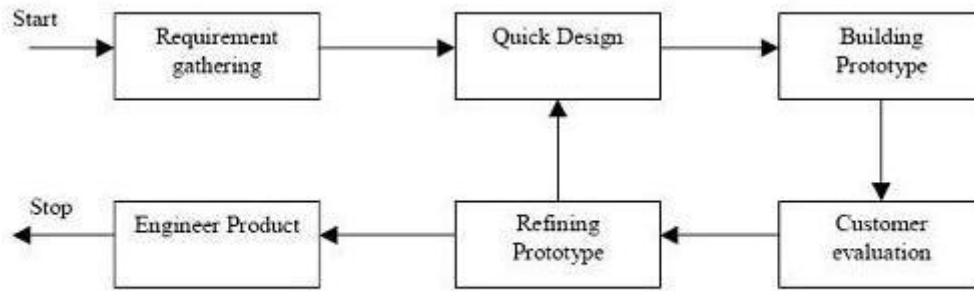 Start
Requirement
gathering
Quick Design
Building
Prototype
Stop
Engineer Product
Refining
Prototype
Customer
evaluation